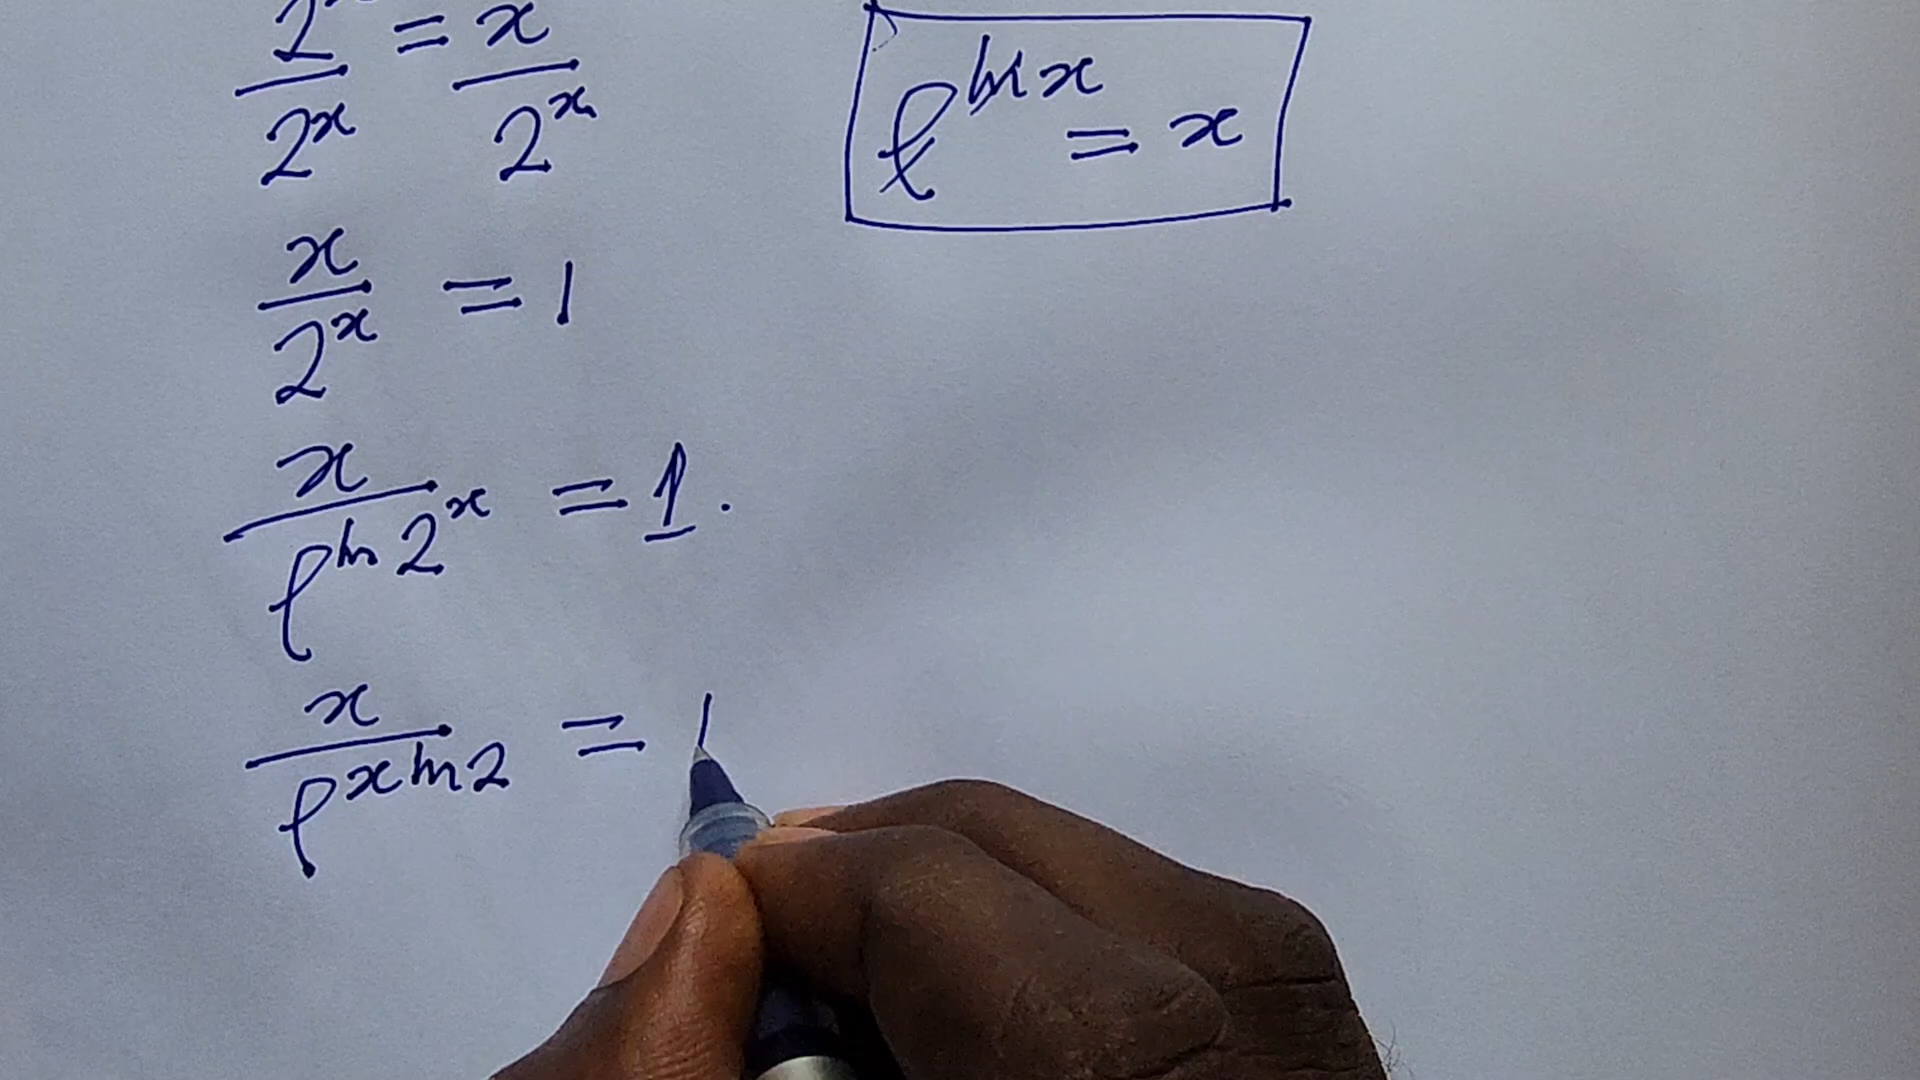 2^x/2^x = x/2^x
e^(ln x) = x
x/2^x = 1
x/e^(ln 2^x) = 1.
x/e^(x ln 2) = 1